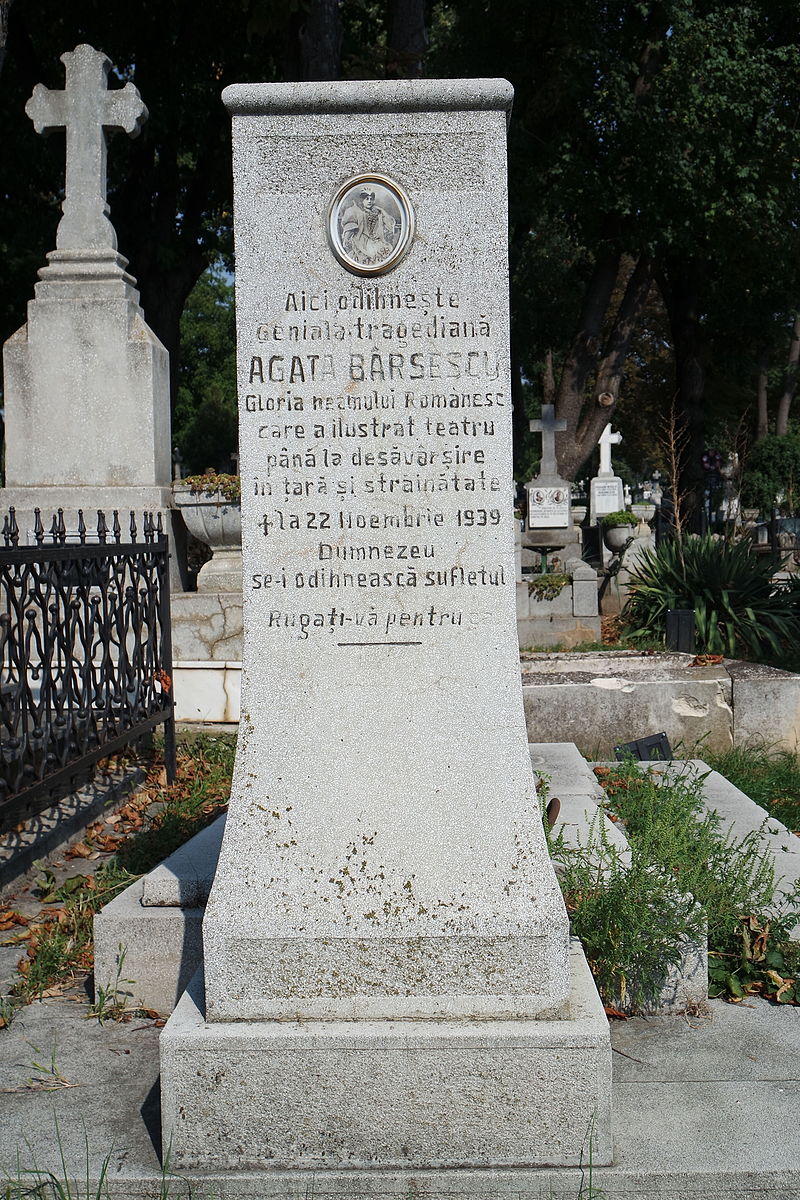 Aici odihnește
Geniala tragediană
AGATA BÂRSESCU
Gloria neamului Românesc
care a ilustrat teatru
până la desăvârșire
în țară și străinătate
† la 22 Noembrie 1939
Dumnezeu
se-i odihnească sufletul
Rugați-vă pentru ea